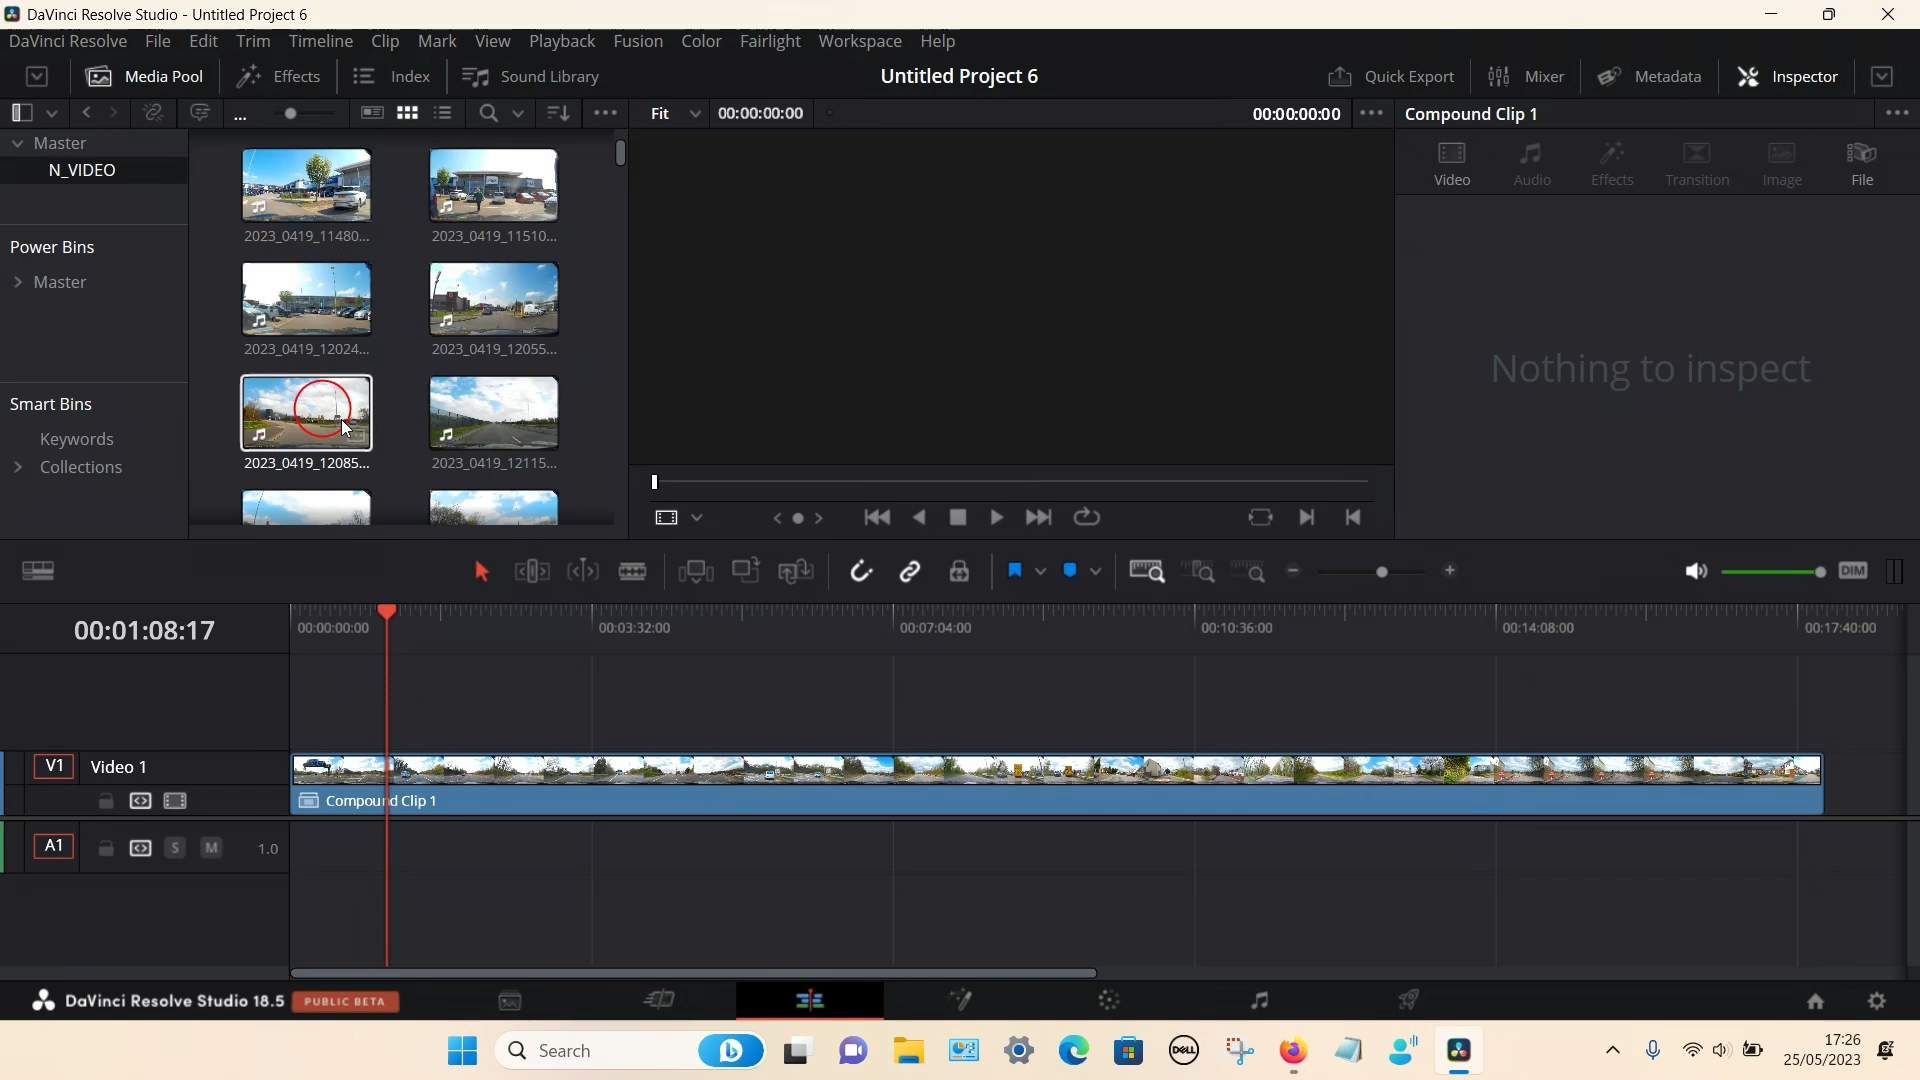 DaVinci Resolve Studio - Untitled Project 6
DaVinci Resolve File Edit Trim Timeline Clip Mark View Playback Fusion Color Fairlight Workspace Help
Media Pool Effects Index Sound Library Untitled Project 6 Quick Export Mixer Metadata Inspector
... Fit 00:00:00:00 00:00:00:00 Compound Clip 1
Master
N_VIDEO
Power Bins
Master
Smart Bins
Keywords
Collections
2023_0419_11480... 2023_0419_11510...
2023_0419_12024... 2023_0419_12055...
2023_0419_12085... 2023_0419_12115...
Video Audio Effects Transition Image File
Nothing to inspect
DIM
00:01:08:17
00:00:00:00 00:03:32:00 00:07:04:00 00:10:36:00 00:14:08:00 00:17:40:00
V1 Video 1
Compound Clip 1
A1 S M 1.0
DaVinci Resolve Studio 18.5 PUBLIC BETA
Search
DELL
17:26
25/05/2023